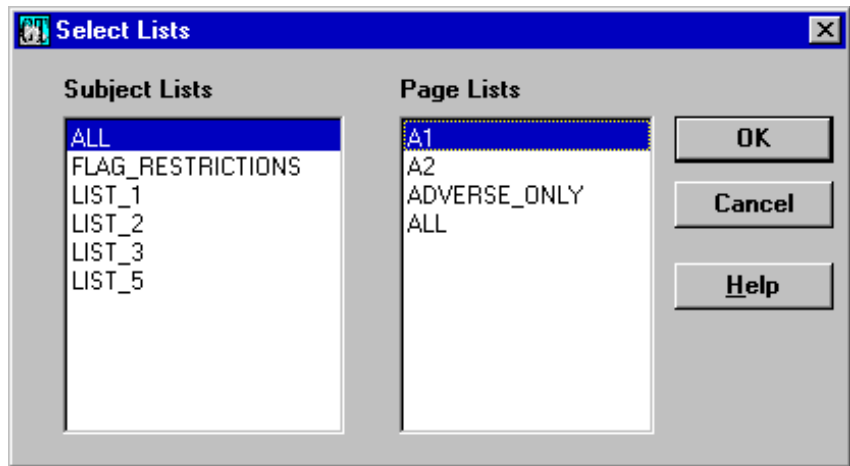 Select Lists
Subject Lists
ALL
FLAG_RESTRICTIONS
LIST_1
LIST_2
LIST_3
LIST_5
Page Lists
A1
A2
ADVERSE_ONLY
ALL
OK
Cancel
Help